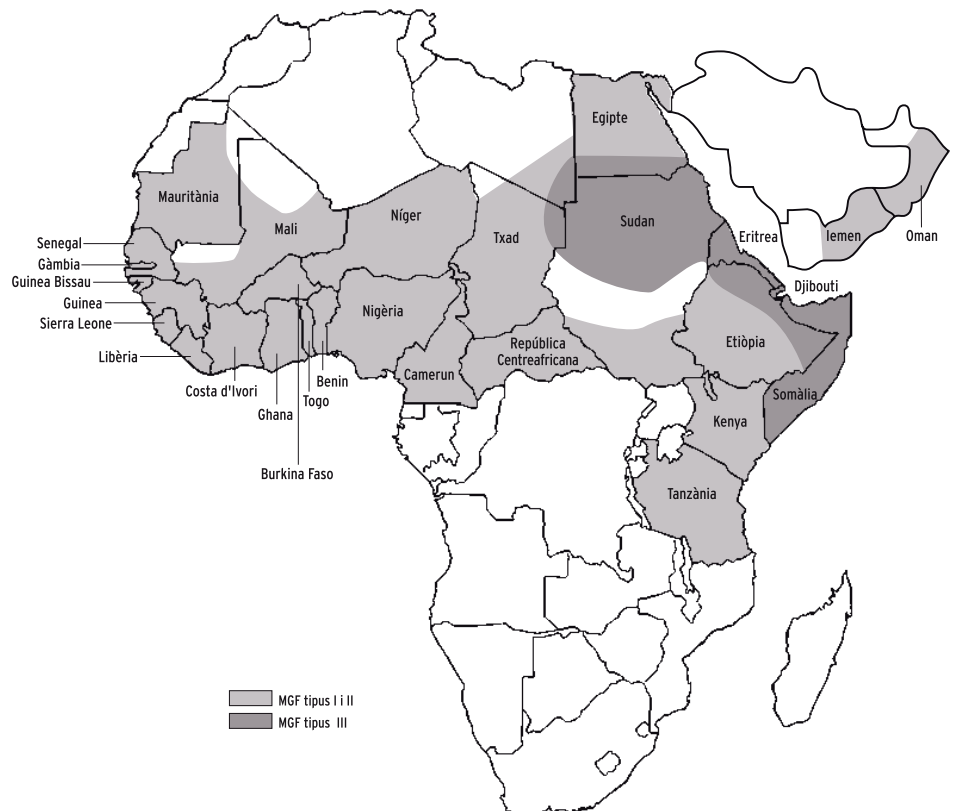 Egipte
Mauritània
Mali
Níger
Txad
Sudan
Eritrea
Iemen
Oman
Senegal
Gàmbia
Guinea Bissau
Guinea
Sierra Leone
Libèria
Djibouti
Nigèria
República
Centreafricana
Etiòpia
Camerun
Benin
Costa d'Ivori
Togo
Ghana
Somàlia
Kenya
Burkina Faso
Tanzània
MGF tipus I i II
MGF tipus III